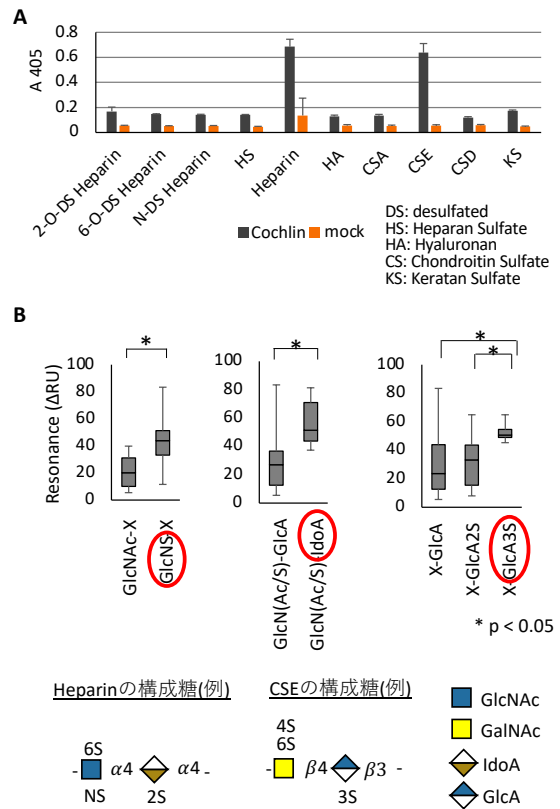 A
A 405
0.8
0.6
0.4
0.2
0
2-O-DS Heparin
6-O-DS Heparin
N-DS Heparin
HS
Heparin
HA
CSA
CSE
CSD
KS
Cochlin mock
DS: desulfated
HS: Heparan Sulfate
HA: Hyaluronan
CS: Chondroitin Sulfate
KS: Keratan Sulfate
B
Resonance (ΔRU)
100
80
60
40
20
0
*
GlcNAc-X
GlcNS-X
100
80
60
40
20
0
*
GlcN(Ac/S)-GlcA
GlcN(Ac/S)-IdoA
100
80
60
40
20
0
*
*
X-GlcA
X-GlcA2S
X-GlcA3S
* p < 0.05
Heparinの構成糖(例)
6S
- α4 α4 -
NS 2S
CSEの構成糖(例)
4S
6S
- β4 β3 -
3S
GlcNAc
GalNAc
IdoA
GlcA